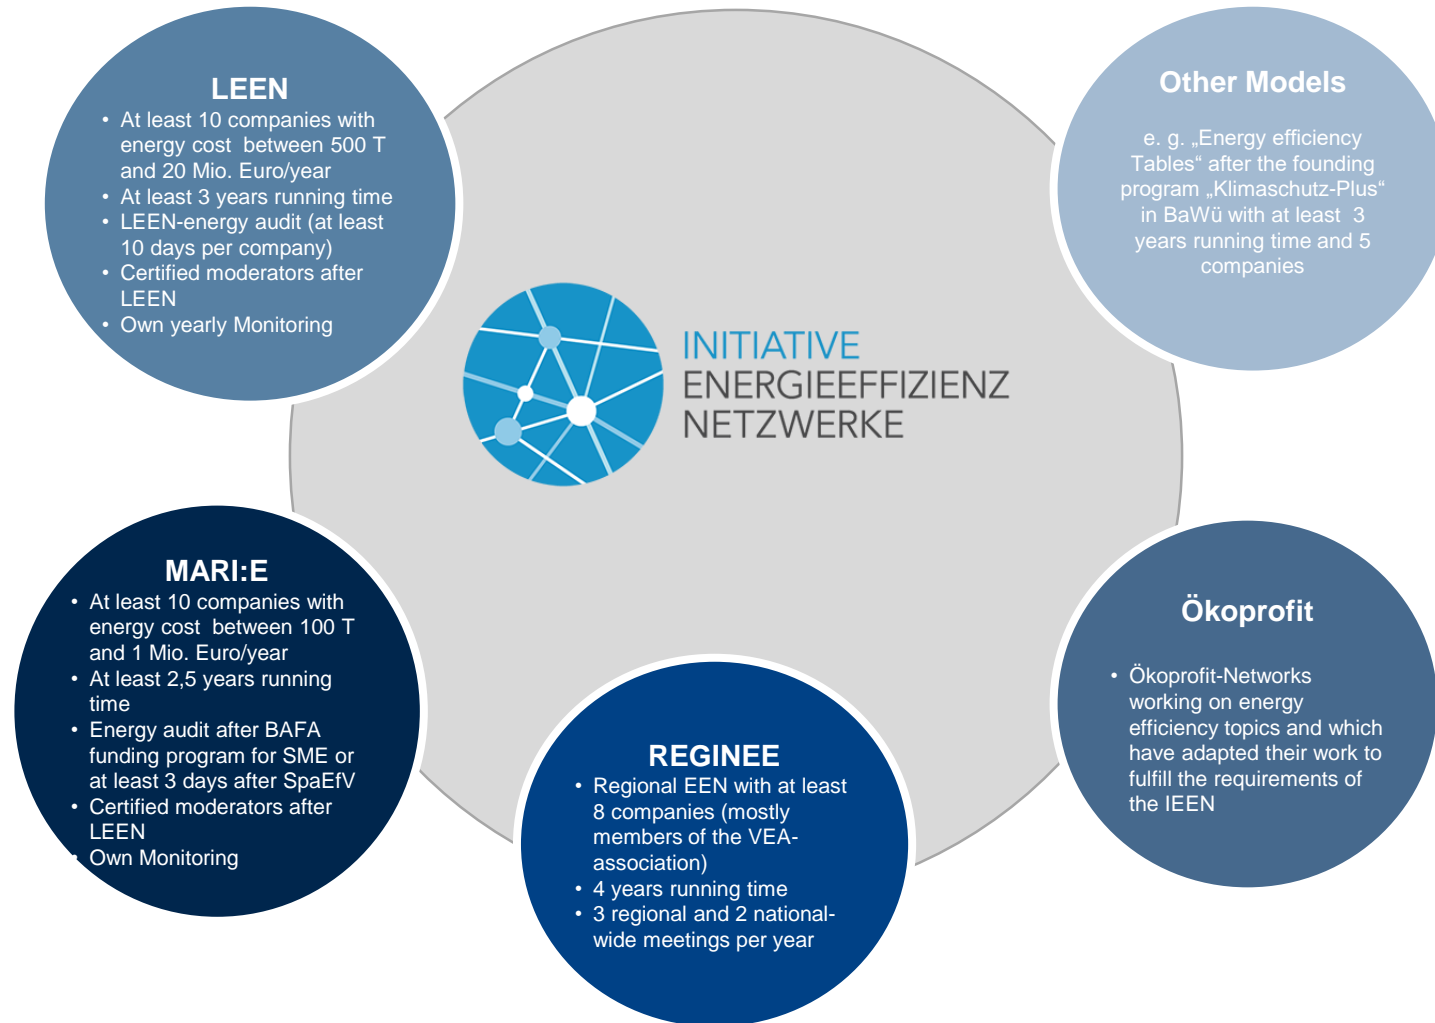 LEEN
• At least 10 companies with
energy cost between 500 T
and 20 Mio. Euro/year
• At least 3 years running time
• LEEN-energy audit (at least
10 days per company)
• Certified moderators after
LEEN
• Own yearly Monitoring
Other Models
e. g. „Energy efficiency
Tables“ after the founding
program „Klimaschutz-Plus“
in BaWü with at least 3
years running time and 5
companies
INITIATIVE
ENERGIEEFFIZIENZ
NETZWERKE
MARI:E
• At least 10 companies with
energy cost between 100 T
and 1 Mio. Euro/year
• At least 2,5 years running
time
• Energy audit after BAFA
funding program for SME or
at least 3 days after SpaEfV
• Certified moderators after
LEEN
• Own Monitoring
REGINEE
• Regional EEN with at least
8 companies (mostly
members of the VEA-
association)
• 4 years running time
• 3 regional and 2 national-
wide meetings per year
Ökoprofit
• Ökoprofit-Networks
working on energy
efficiency topics and which
have adapted their work to
fulfill the requirements of
the IEEN